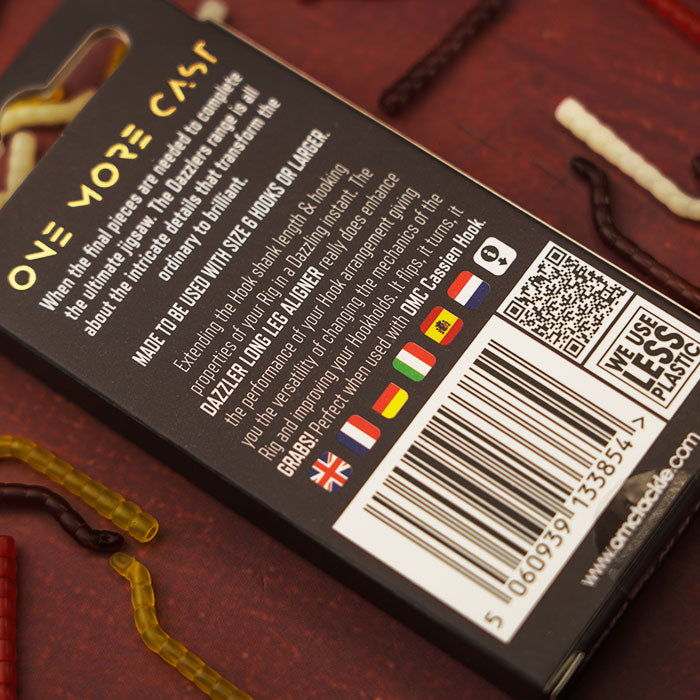 ONE MORE CAST
When the final pieces are needed to complete
the ultimate jigsaw. The Dazzlers range is all
about the intricate details that transform the
ordinary to brilliant.
MADE TO BE USED WITH SIZE 6 HOOKS OR LARGER.
Extending the Hook shank length & hooking
properties of your Rig in a Dazzling instant. The
DAZZLER LONG LEG ALIGNER really does enhance
the performance of your Hook arrangement giving
you the versatility of changing the mechanics of the
Rig and improving your Hookholds, it flips, it turns, it
GRABS! Perfect when used with OMC Cassien Hook.
WE USE
LESS
PLASTIC
5 060939 133854 >
www.omctackle.com